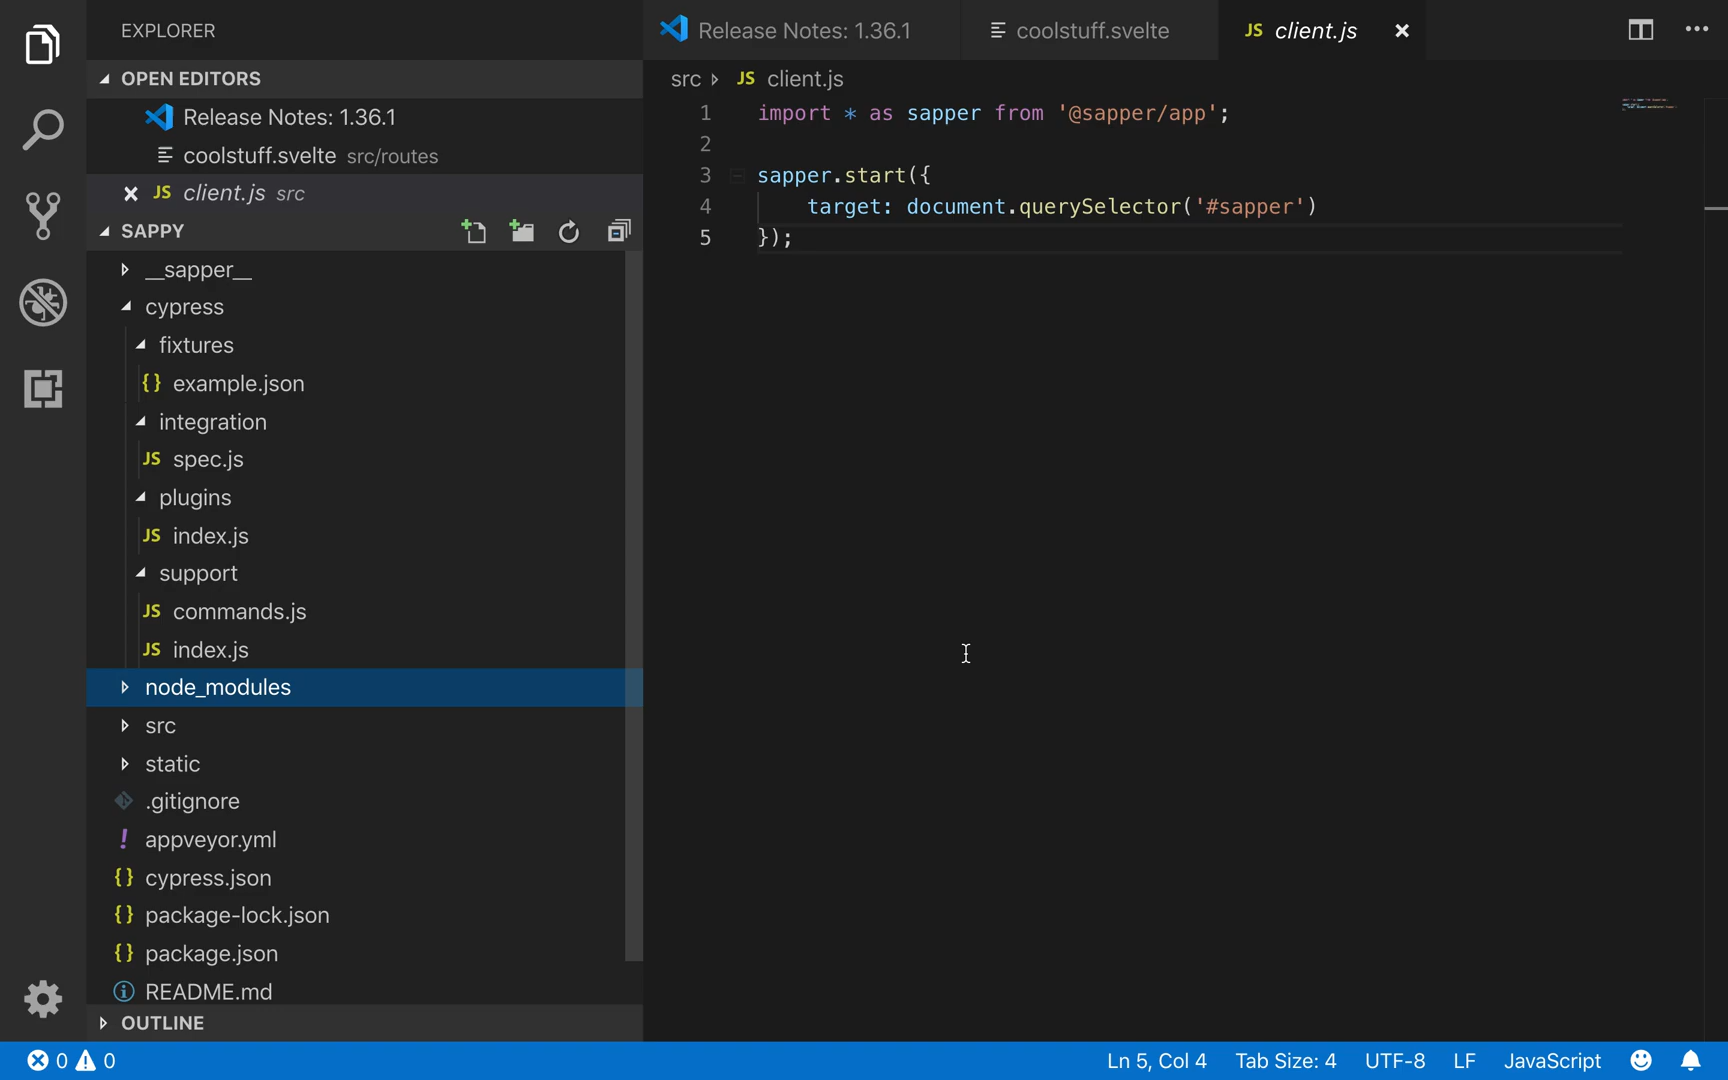 EXPLORER
OPEN EDITORS
Release Notes: 1.36.1
coolstuff.svelte src/routes
JS client.js src
SAPPY
__sapper__
cypress
fixtures
{} example.json
integration
JS spec.js
plugins
JS index.js
support
JS commands.js
JS index.js
node_modules
src
static
.gitignore
! appveyor.yml
{} cypress.json
{} package-lock.json
{} package.json
README.md
OUTLINE
Release Notes: 1.36.1
coolstuff.svelte
JS client.js
src JS client.js
1 import * as sapper from '@sapper/app';
2
3 sapper.start({
4 target: document.querySelector('#sapper')
5 });
0 0
Ln 5, Col 4 Tab Size: 4 UTF-8 LF JavaScript